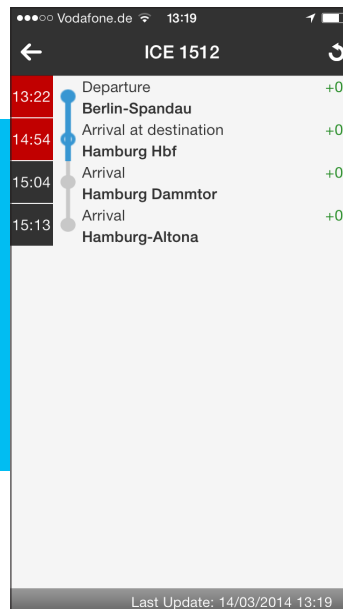 Vodafone.de 13:19
ICE 1512
13:22 Departure +0
Berlin-Spandau
14:54 Arrival at destination +0
Hamburg Hbf
15:04 Arrival +0
Hamburg Dammtor
15:13 Arrival +0
Hamburg-Altona
Last Update: 14/03/2014 13:19